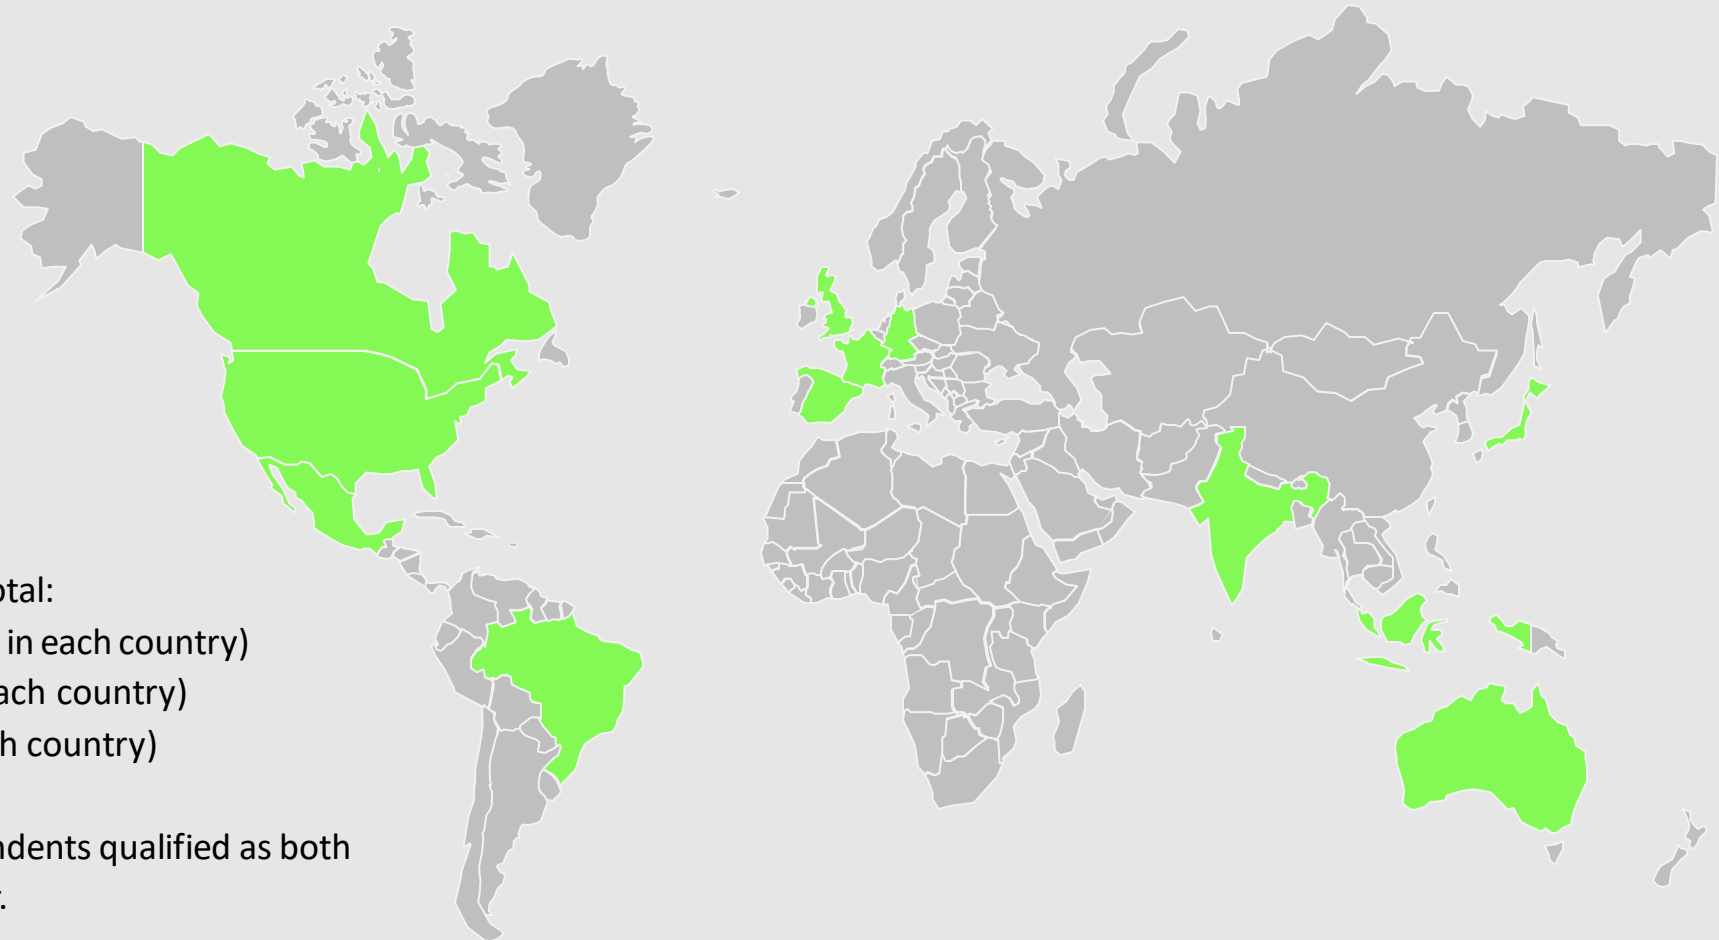 otal:
in each country)
ach country)
h country)
ndents qualified as both
r.